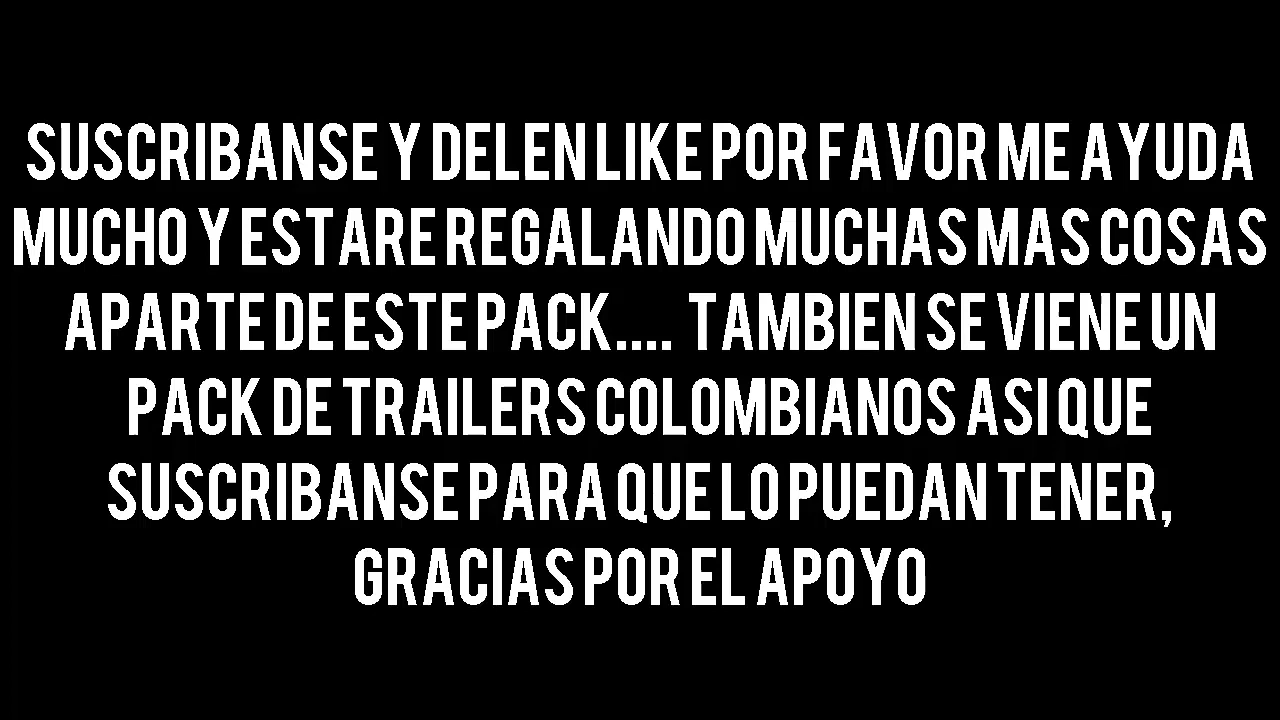 SUSCRIBANSE Y DELEN LIKE POR FAVOR ME AYUDA
MUCHO Y ESTARE REGALANDO MUCHAS MAS COSAS
APARTE DE ESTE PACK.... TAMBIEN SE VIENE UN
PACK DE TRAILERS COLOMBIANOS ASI QUE
SUSCRIBANSE PARA QUE LO PUEDAN TENER,
GRACIAS POR EL APOYO